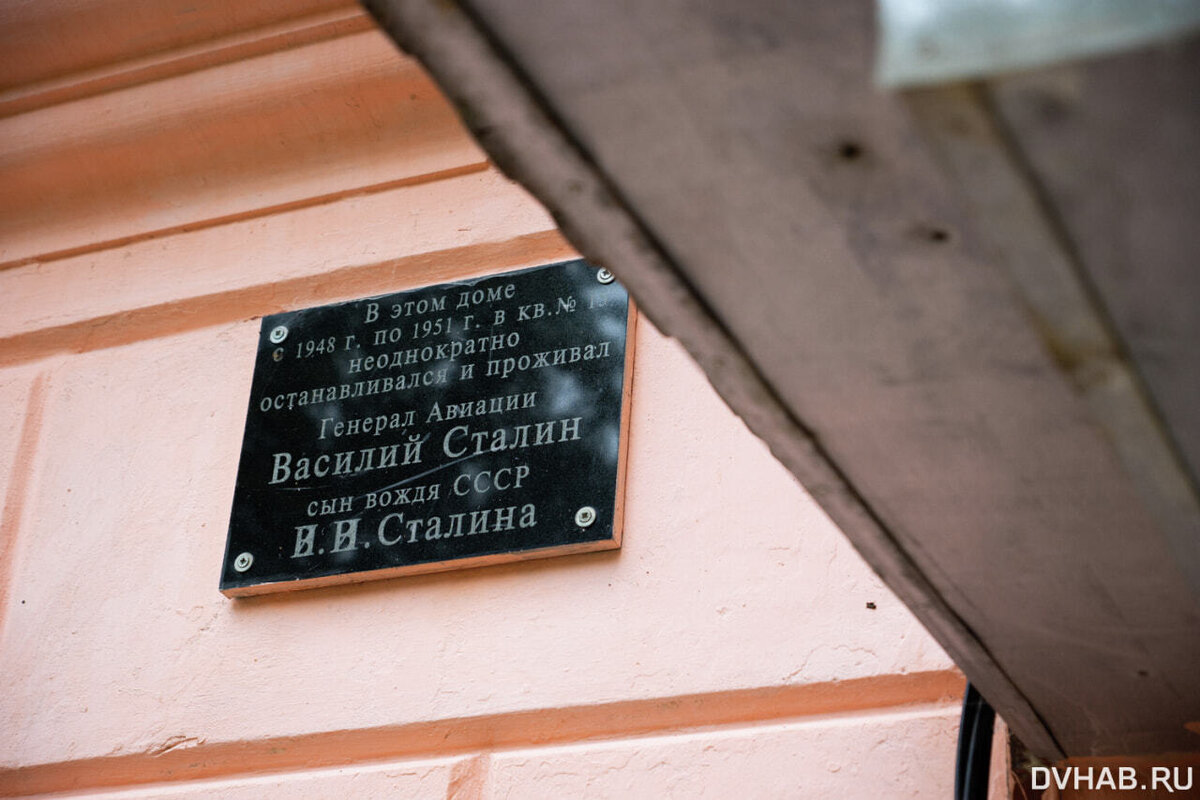 В этом доме
с 1948 г. по 1951 г. в кв.№
неоднократно
останавливался и проживал
Генерал Авиации
Василий Сталин
сын вождя СССР
И.И.Сталина
DVHAB.RU